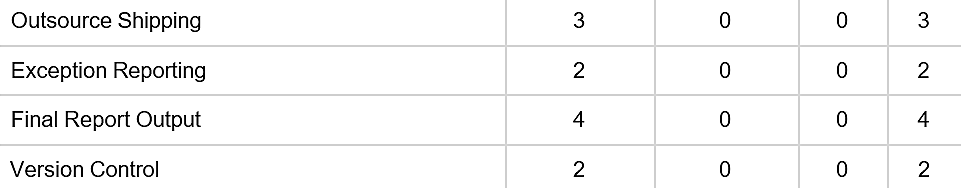 Outsource Shipping 3 0 0 3
Exception Reporting 2 0 0 2
Final Report Output 4 0 0 4
Version Control 2 0 0 2